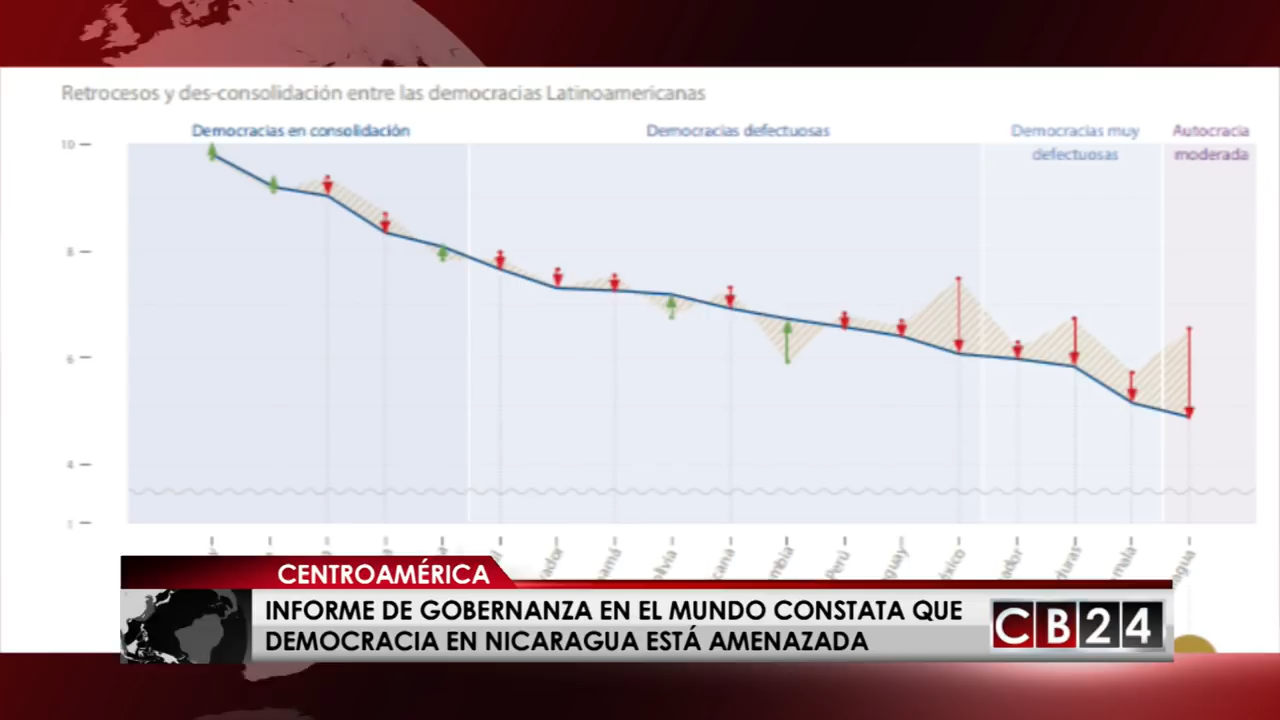 Retrocesos y des-consolidación entre las democracias Latinoamericanas
Democracias en consolidación
Democracias defectuosas
Democracias muy
defectuosas
Autocracia
moderada
10
8
6
4
CENTROAMÉRICA
INFORME DE GOBERNANZA EN EL MUNDO CONSTATA QUE
DEMOCRACIA EN NICARAGUA ESTÁ AMENAZADA
CB24